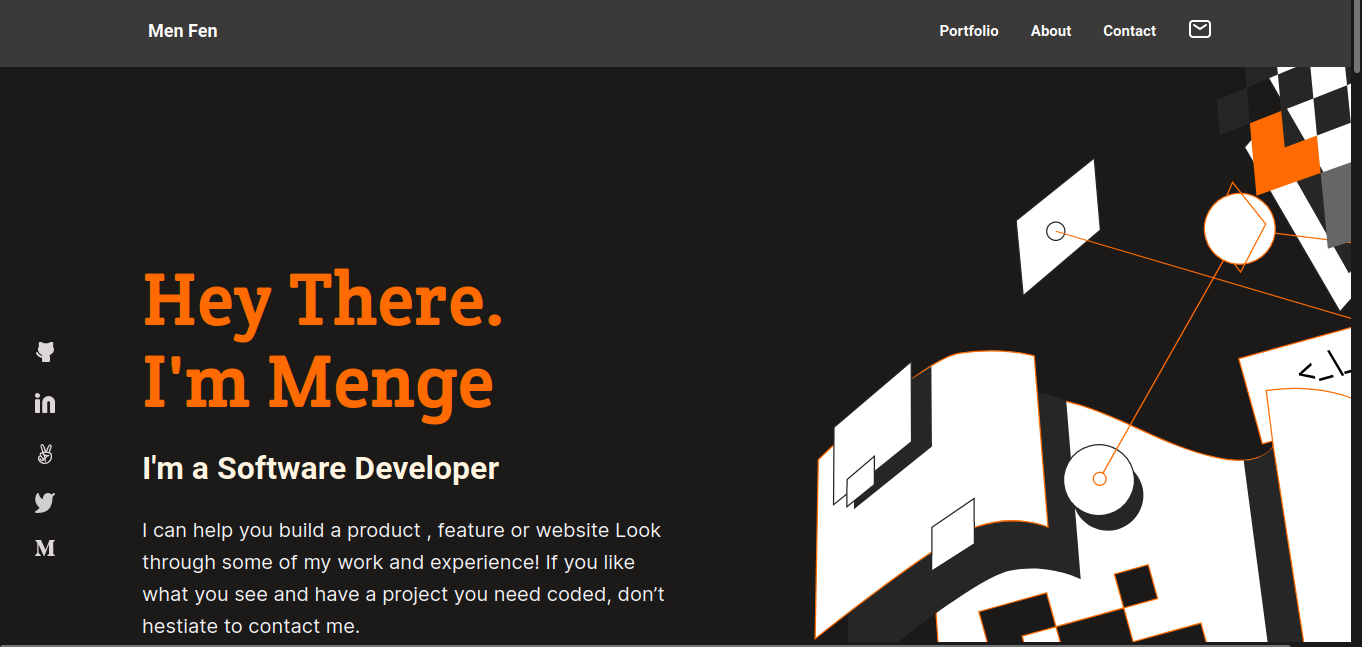 Men Fen
Portfolio About Contact
Hey There.
I'm Menge
I'm a Software Developer
I can help you build a product , feature or website Look
through some of my work and experience! If you like
what you see and have a project you need coded, don’t
hestiate to contact me.
<_\_